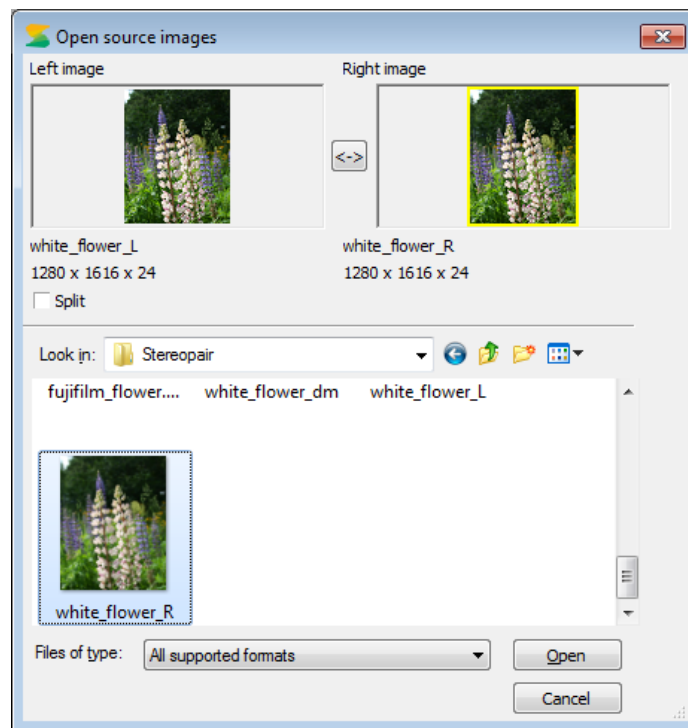 Open source images
Left image
Right image
<->
white_flower_L
white_flower_R
1280 x 1616 x 24
1280 x 1616 x 24
Split
Look in:
Stereopair
fujifilm_flower....
white_flower_dm
white_flower_L
white_flower_R
Files of type:
All supported formats
Open
Cancel